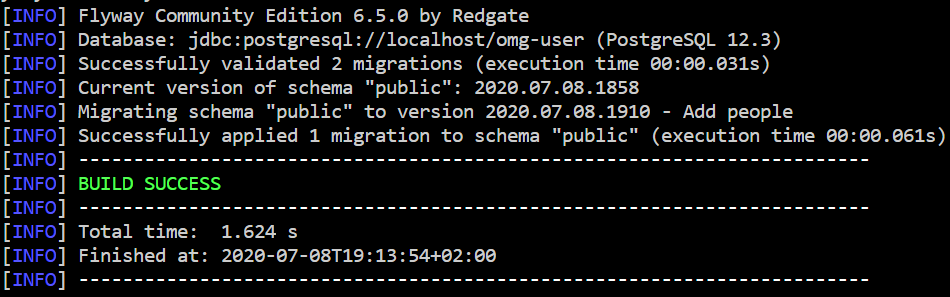 [INFO] Flyway Community Edition 6.5.0 by Redgate
[INFO] Database: jdbc:postgresql://localhost/omg-user (PostgreSQL 12.3)
[INFO] Successfully validated 2 migrations (execution time 00:00.031s)
[INFO] Current version of schema "public": 2020.07.08.1858
[INFO] Migrating schema "public" to version 2020.07.08.1910 - Add people
[INFO] Successfully applied 1 migration to schema "public" (execution time 00:00.061s)
[INFO] ------------------------------------------------------------------------
[INFO] BUILD SUCCESS
[INFO] ------------------------------------------------------------------------
[INFO] Total time:  1.624 s
[INFO] Finished at: 2020-07-08T19:13:54+02:00
[INFO] ------------------------------------------------------------------------